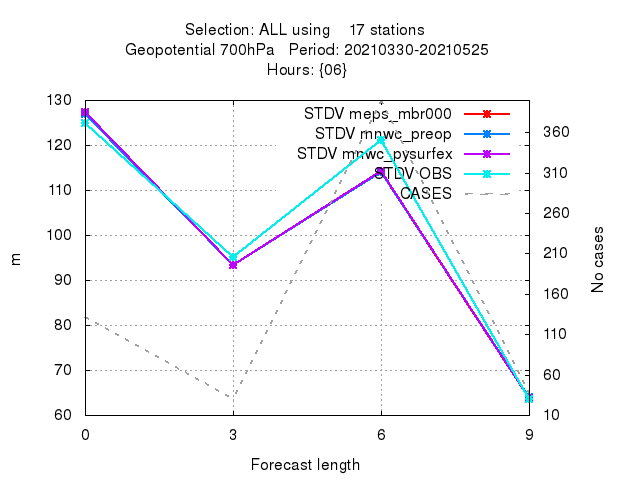 Selection: ALL using 17 stations
Geopotential 700hPa Period: 20210330-20210525
Hours: {06}
STDV meps_mbr000
STDV mnwc_preop
STDV mnwc_pysurfex
STDV OBS
CASES
130
120
110
100
90
80
70
60
m
360
310
260
210
160
110
60
10
No cases
0 3 6 9
Forecast length